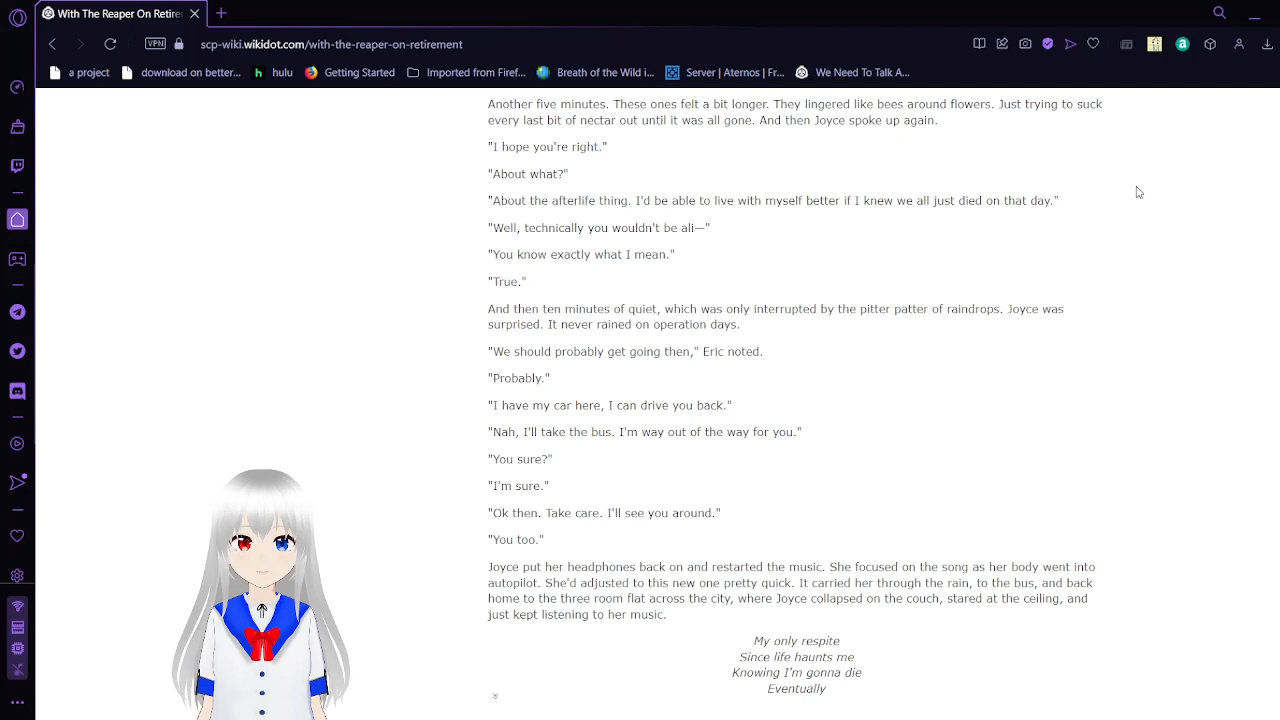 With The Reaper On Retire
VPN
scp-wiki.wikidot.com/with-the-reaper-on-retirement
a project
download on better...
hulu
Getting Started
Imported from Firef...
Breath of the Wild i...
Server | Aternos | Fr...
We Need To Talk A...
Another five minutes. These ones felt a bit longer. They lingered like bees around flowers. Just trying to suck
every last bit of nectar out until it was all gone. And then Joyce spoke up again.
"I hope you're right."
"About what?"
"About the afterlife thing. I'd be able to live with myself better if I knew we all just died on that day."
"Well, technically you wouldn't be ali—"
"You know exactly what I mean."
"True."
And then ten minutes of quiet, which was only interrupted by the pitter patter of raindrops. Joyce was
surprised. It never rained on operation days.
"We should probably get going then," Eric noted.
"Probably."
"I have my car here, I can drive you back."
"Nah, I'll take the bus. I'm way out of the way for you."
"You sure?"
"I'm sure."
"Ok then. Take care. I'll see you around."
"You too."
Joyce put her headphones back on and restarted the music. She focused on the song as her body went into
autopilot. She'd adjusted to this new one pretty quick. It carried her through the rain, to the bus, and back
home to the three room flat across the city, where Joyce collapsed on the couch, stared at the ceiling, and
just kept listening to her music.
My only respite
Since life haunts me
Knowing I'm gonna die
Eventually